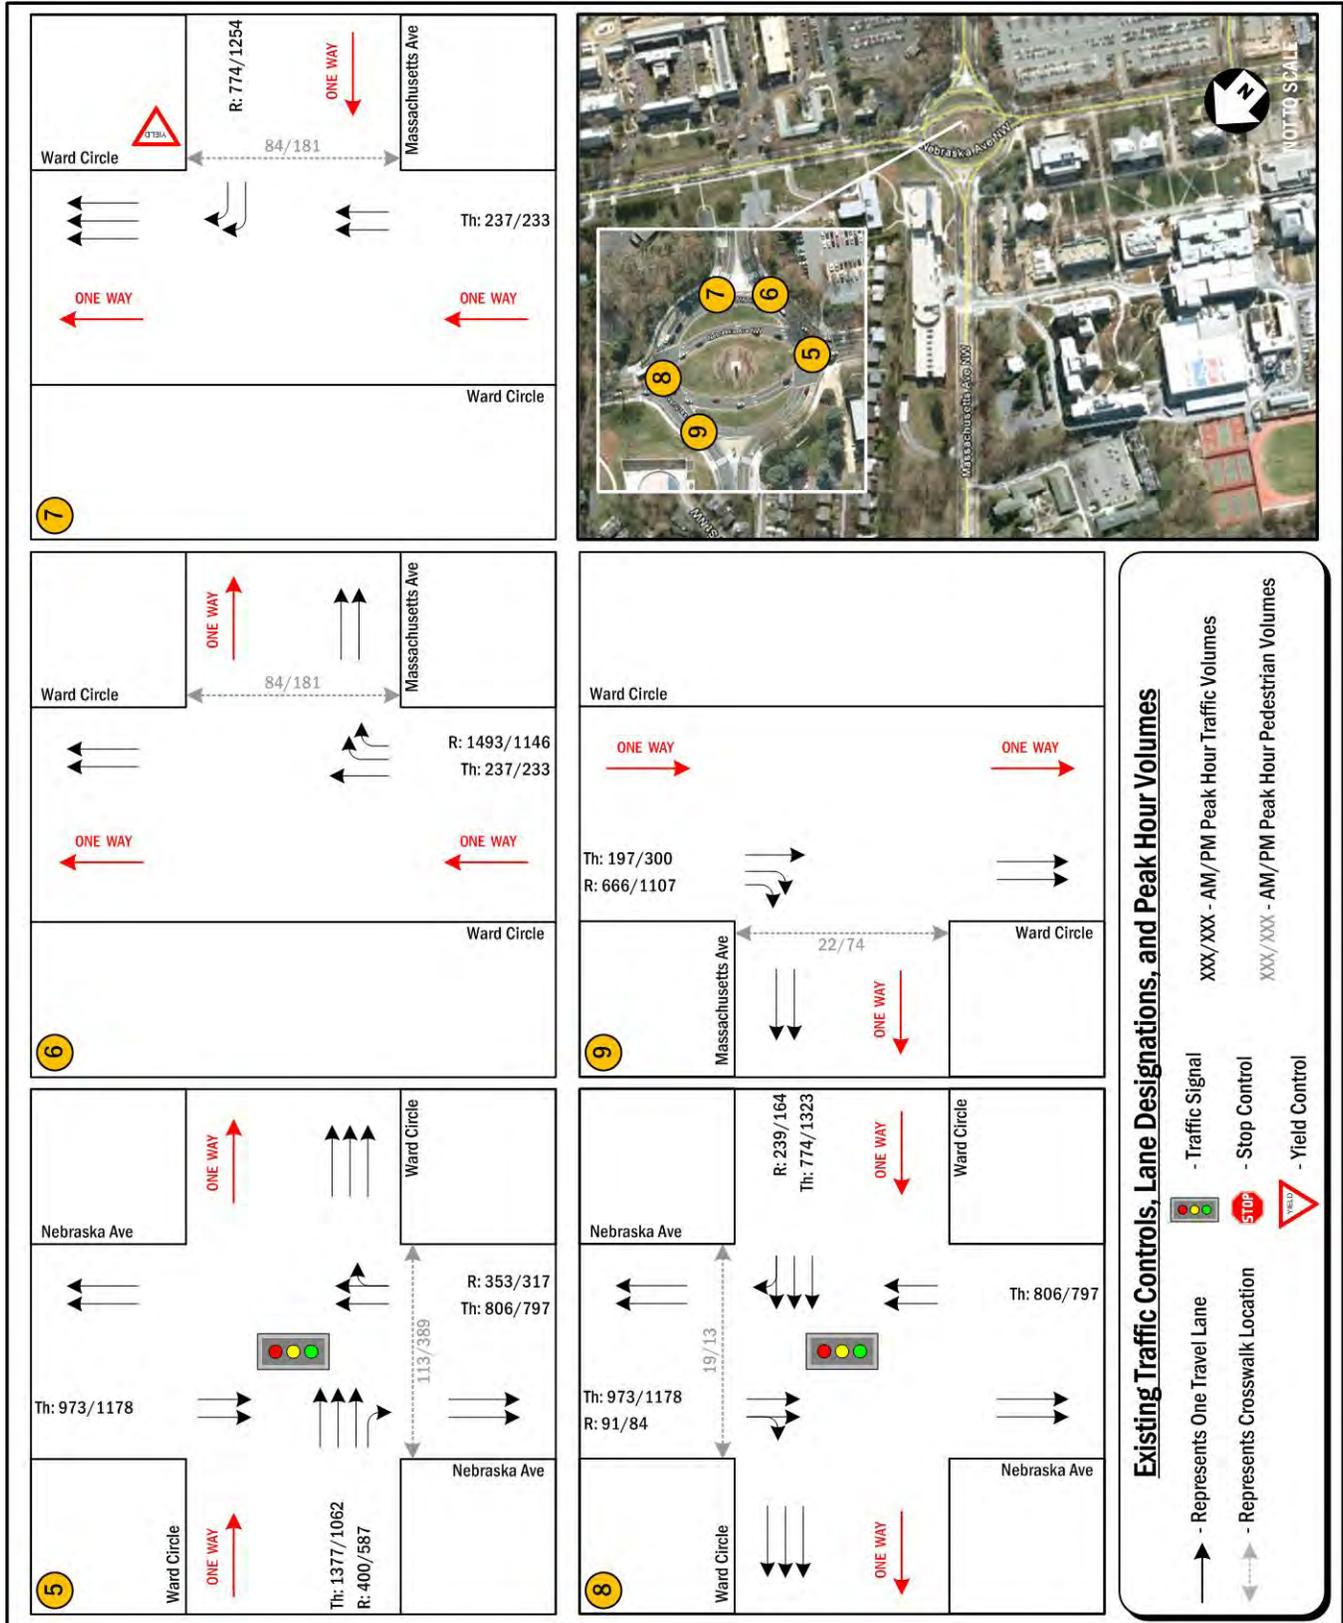 5
Nebraska Ave
Th: 973/1178
Ward Circle
ONE WAY
Th: 1377/1062
R: 400/587
ONE WAY
R: 353/317
Th: 806/797
113/389
Ward Circle
Nebraska Ave
6
Ward Circle
ONE WAY
84/181
Massachusetts Ave
R: 1493/1146
Th: 237/233
ONE WAY
ONE WAY
Ward Circle
7
Ward Circle
YIELD
R: 774/1254
ONE WAY
84/181
Massachusetts Ave
Th: 237/233
ONE WAY
ONE WAY
Ward Circle
8
Nebraska Ave
R: 239/164
Th: 774/1323
ONE WAY
Ward Circle
19/13
Th: 806/797
Th: 973/1178
R: 91/84
Ward Circle
ONE WAY
Nebraska Ave
9
Ward Circle
ONE WAY
ONE WAY
Th: 197/300
R: 666/1107
Massachusetts Ave
22/74
ONE WAY
Ward Circle
Nebraska Ave NW
Massachusetts Ave NW
St NW
5
6
7
8
9
N
NOT TO SCALE
Existing Traffic Controls, Lane Designations, and Peak Hour Volumes
- Represents One Travel Lane
- Represents Crosswalk Location
- Traffic Signal
STOP - Stop Control
YIELD - Yield Control
XXX/XXX - AM/PM Peak Hour Traffic Volumes
XXX/XXX - AM/PM Peak Hour Pedestrian Volumes